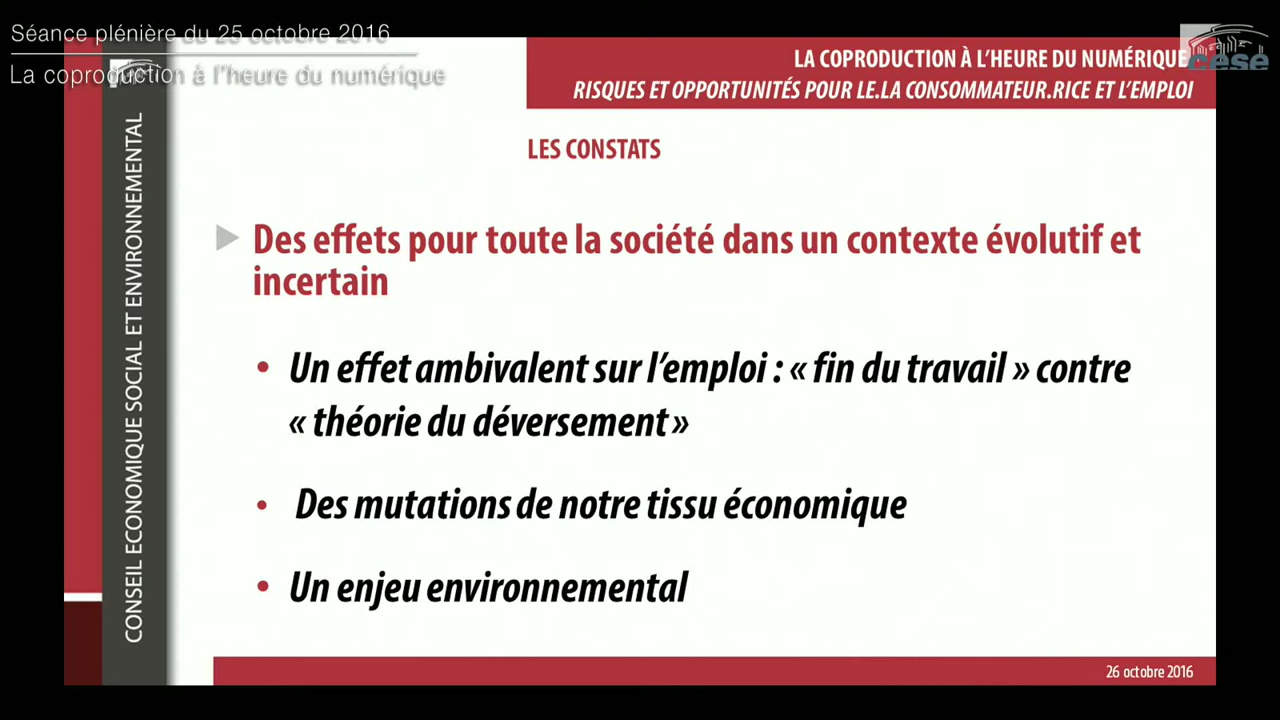 Séance plénière du 25 octobre 2016
La coproduction à l'heure du numérique
cese
LA COPRODUCTION À L'HEURE DU NUMÉRIQUE
RISQUES ET OPPORTUNITÉS POUR LE.LA CONSOMMATEUR.RICE ET L'EMPLOI
CONSEIL ECONOMIQUE SOCIAL ET ENVIRONNEMENTAL
LES CONSTATS
Des effets pour toute la société dans un contexte évolutif et
incertain
• Un effet ambivalent sur l'emploi : « fin du travail » contre
« théorie du déversement »
• Des mutations de notre tissu économique
• Un enjeu environnemental
26 octobre 2016